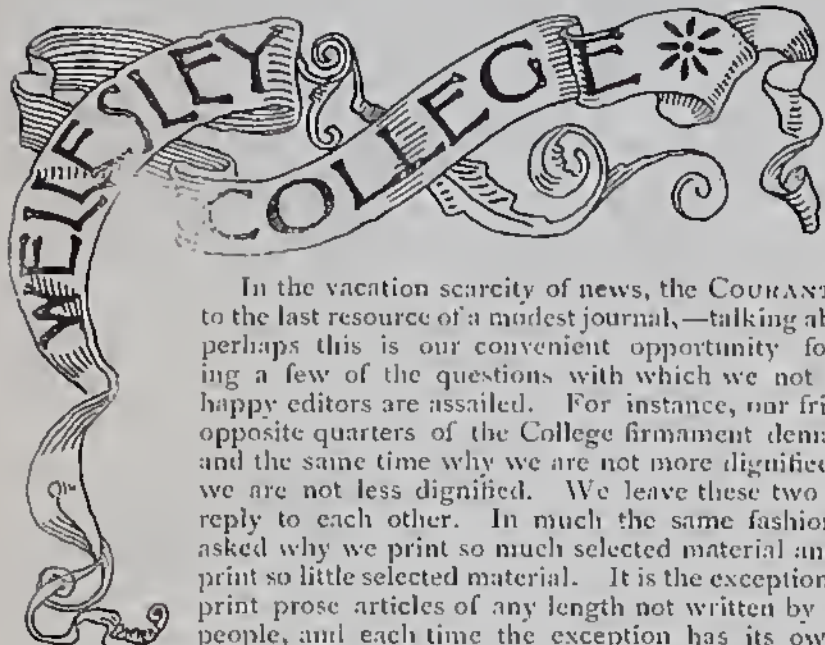 WELLESLEY
COLLEGE
In the vacation scarcity of news, the COURANT
to the last resource of a modest journal,—talking
perhaps this is our convenient opportunity
ing a few of the questions with which we not
happy editors are assailed. For instance, our
opposite quarters of the College firmament
and the same time why we are not more dignified
we are not less dignified. We leave these two
reply to each other. In much the same fashion
asked why we print so much selected material
print so little selected material. It is the exception
print prose articles of any length not written by
people, and each time the exception has its